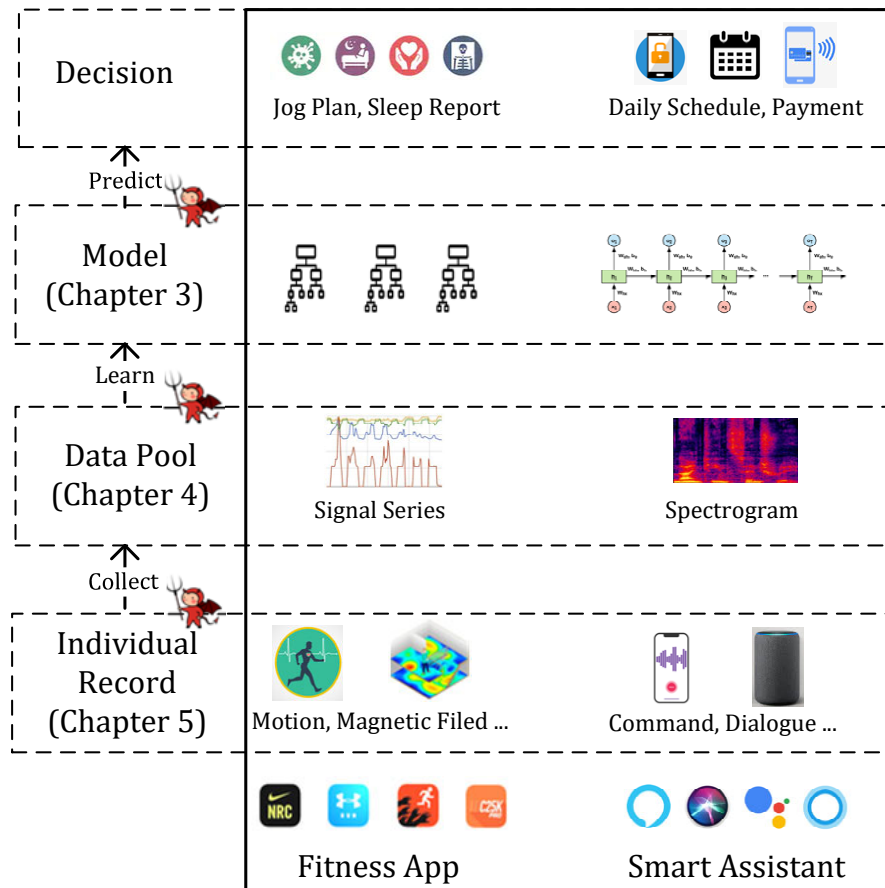 Decision
Jog Plan, Sleep Report
Daily Schedule, Payment
Predict
Model
(Chapter 3)
Learn
Data Pool
(Chapter 4)
Signal Series
Spectrogram
Collect
Individual
Record
(Chapter 5)
Motion, Magnetic Filed ...
Command, Dialogue ...
NRC
C25K
PRO
Fitness App
Smart Assistant